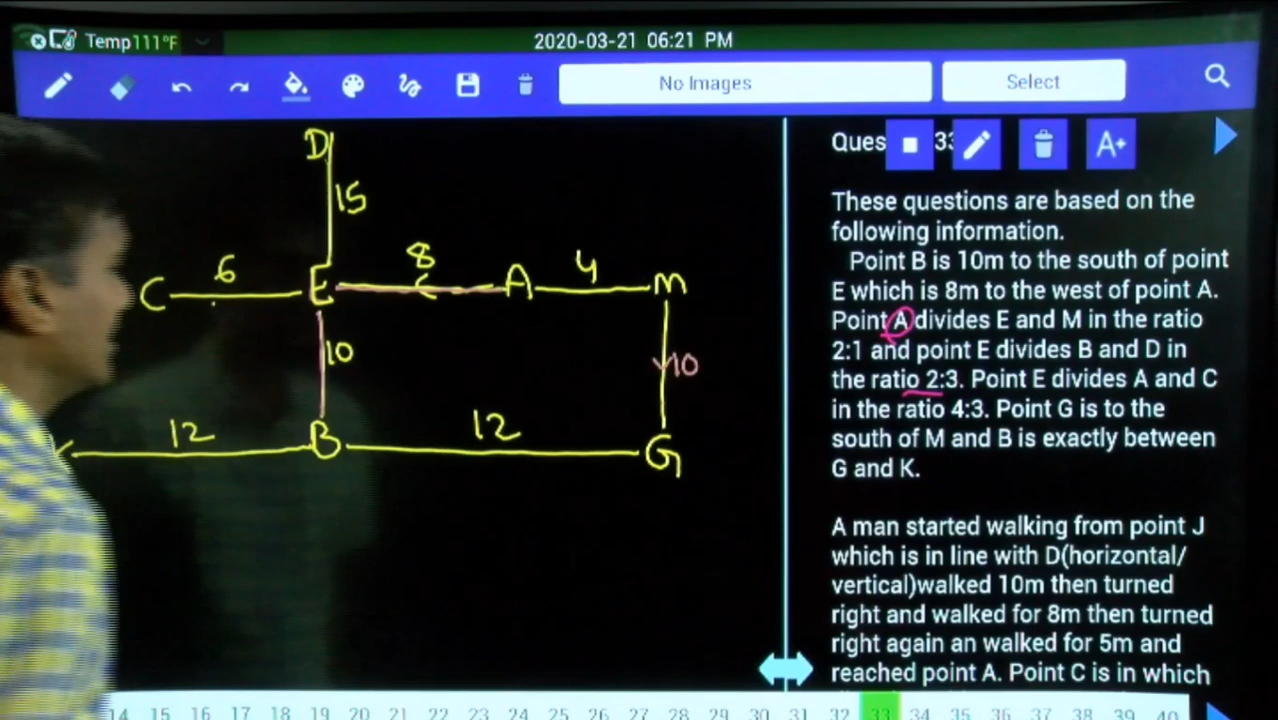 Temp111°F
2020-03-21 06:21 PM
No Images
Select
D
15
C
6
E
8
A
4
M
10
10
12
B
12
G
Ques
33
A+
These questions are based on the
following information.
Point B is 10m to the south of point
E which is 8m to the west of point A.
Point A divides E and M in the ratio
2:1 and point E divides B and D in
the ratio 2:3. Point E divides A and C
in the ratio 4:3. Point G is to the
south of M and B is exactly between
G and K.
A man started walking from point J
which is in line with D(horizontal/
vertical)walked 10m then turned
right and walked for 8m then turned
right again an walked for 5m and
reached point A. Point C is in which
14 15 16 17 18 19 20 21 22 23 24 25 26 27 28 29 30 31 32 33 34 35 36 37 38 39 40